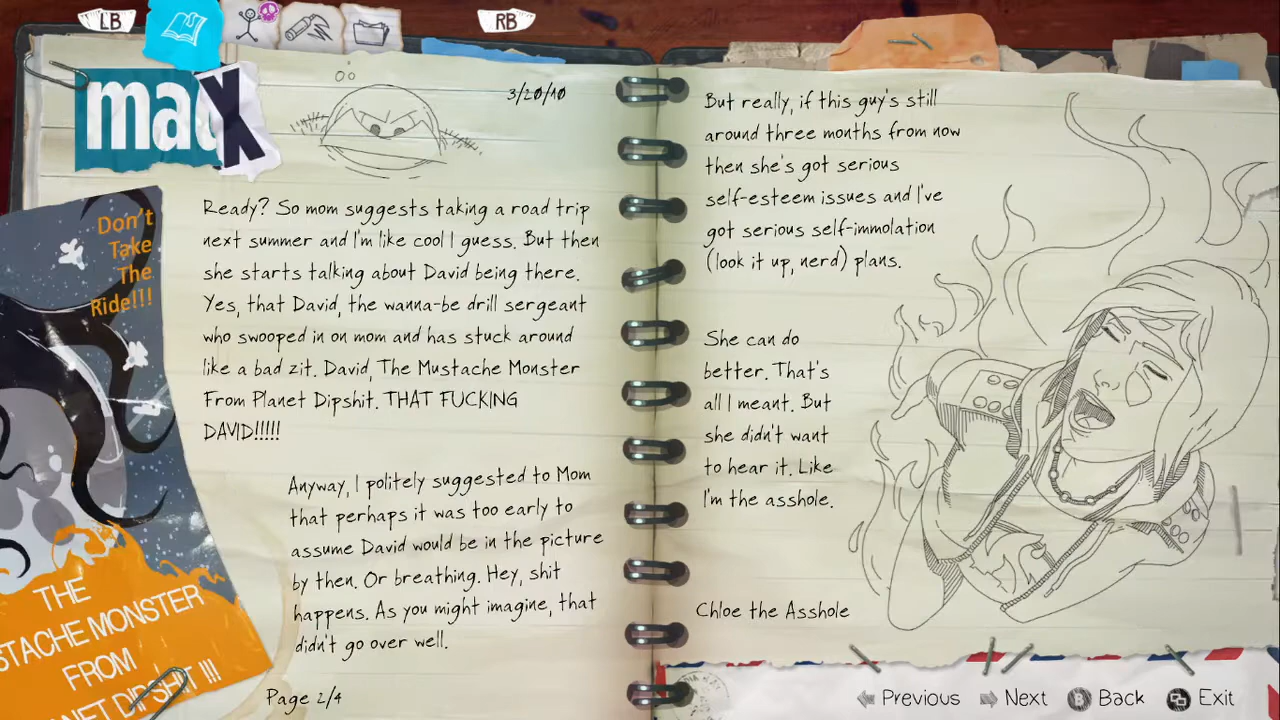 LB
RB
max
3/20/10
Don't
Take
The
Ride!!!
Ready? So mom suggests taking a road trip
next summer and I'm like cool I guess. But then
she starts talking about David being there.
Yes, that David, the wanna-be drill sergeant
who swooped in on mom and has stuck around
like a bad zit. David, The Mustache Monster
From Planet Dipshit. THAT FUCKING
DAVID!!!!!
Anyway, I politely suggested to Mom
that perhaps it was too early to
assume David would be in the picture
by then. Or breathing. Hey, shit
happens. As you might imagine, that
didn't go over well.
THE
STACHE MONSTER
FROM
ANET DIPSHIT !!!
Page 2/4
But really, if this guy's still
around three months from now
then she's got serious
self-esteem issues and I've
got serious self-immolation
(look it up, nerd) plans.
She can do
better. That's
all I meant. But
she didn't want
to hear it. Like
I'm the asshole.
Chloe the Asshole
Previous
Next
B Back
Exit